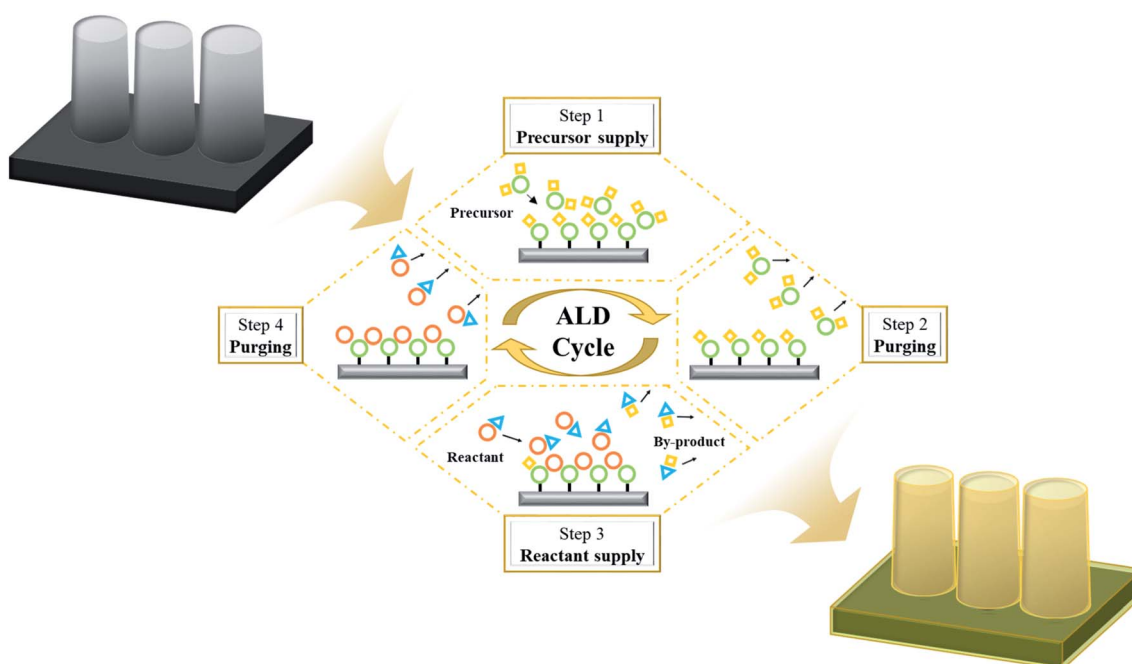 Step 1
Precursor supply
Precursor
Step 4
Purging
ALD
Cycle
Step 2
Purging
Reactant
By-product
Step 3
Reactant supply